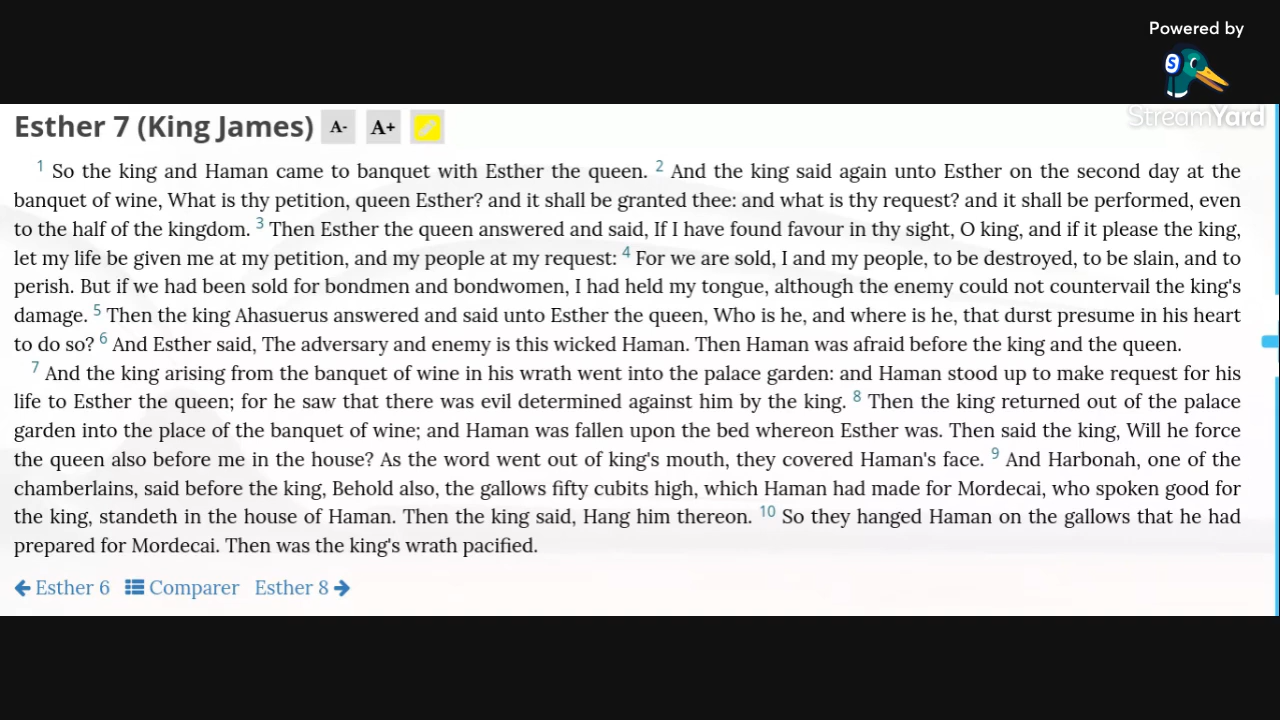 Powered by
S
StreamYard
Esther 7 (King James) A- A+
1 So the king and Haman came to banquet with Esther the queen. 2 And the king said again unto Esther on the second day at the
banquet of wine, What is thy petition, queen Esther? and it shall be granted thee: and what is thy request? and it shall be performed, even
to the half of the kingdom. 3 Then Esther the queen answered and said, If I have found favour in thy sight, O king, and if it please the king,
let my life be given me at my petition, and my people at my request: 4 For we are sold, I and my people, to be destroyed, to be slain, and to
perish. But if we had been sold for bondmen and bondwomen, I had held my tongue, although the enemy could not countervail the king's
damage. 5 Then the king Ahasuerus answered and said unto Esther the queen, Who is he, and where is he, that durst presume in his heart
to do so? 6 And Esther said, The adversary and enemy is this wicked Haman. Then Haman was afraid before the king and the queen.
7 And the king arising from the banquet of wine in his wrath went into the palace garden: and Haman stood up to make request for his
life to Esther the queen; for he saw that there was evil determined against him by the king. 8 Then the king returned out of the palace
garden into the place of the banquet of wine; and Haman was fallen upon the bed whereon Esther was. Then said the king, Will he force
the queen also before me in the house? As the word went out of king's mouth, they covered Haman's face. 9 And Harbonah, one of the
chamberlains, said before the king, Behold also, the gallows fifty cubits high, which Haman had made for Mordecai, who spoken good for
the king, standeth in the house of Haman. Then the king said, Hang him thereon. 10 So they hanged Haman on the gallows that he had
prepared for Mordecai. Then was the king's wrath pacified.
Esther 6 Comparer Esther 8